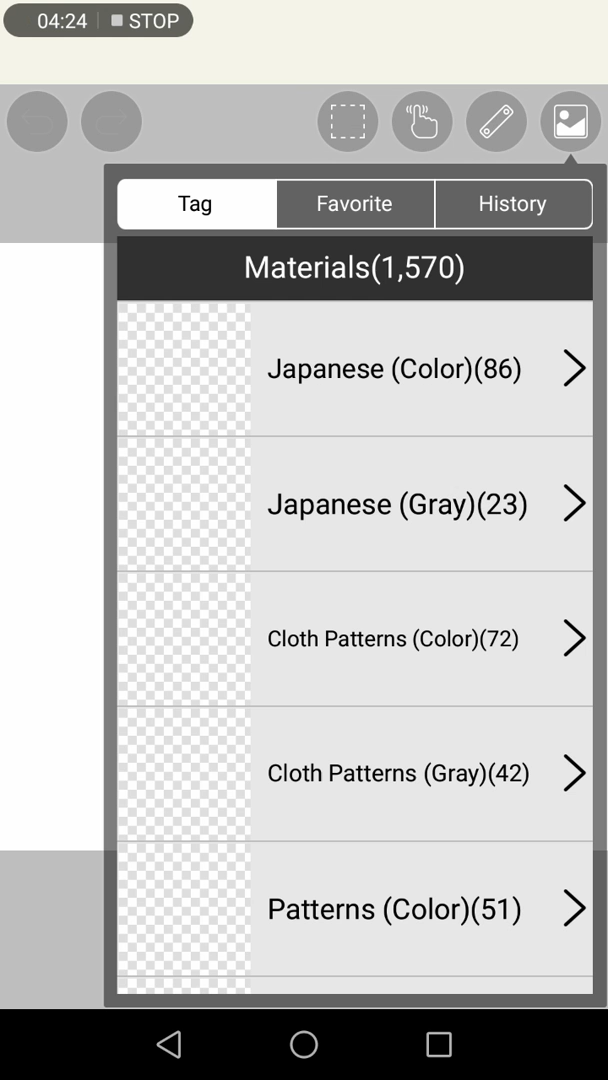 04:24 STOP
Tag Favorite History
Materials(1,570)
Japanese (Color)(86)
Japanese (Gray)(23)
Cloth Patterns (Color)(72)
Cloth Patterns (Gray)(42)
Patterns (Color)(51)